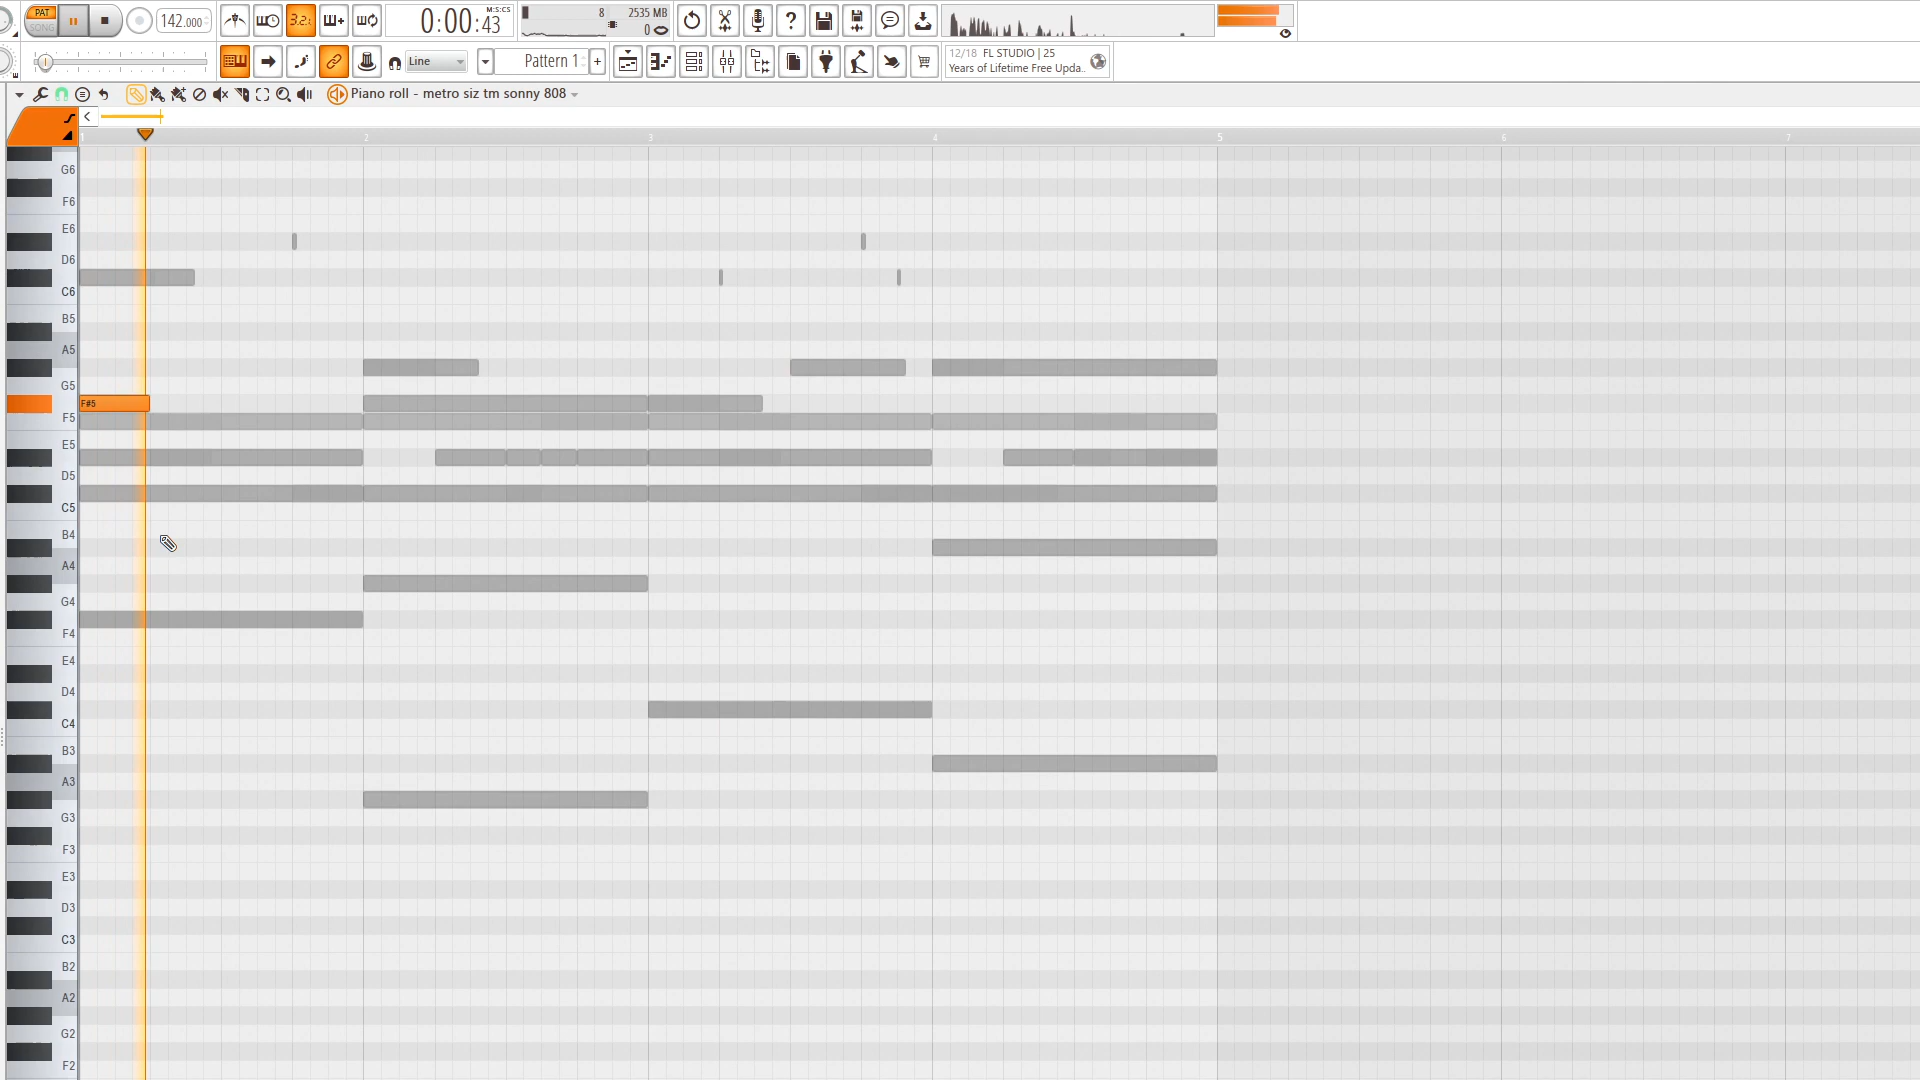 PAT
SONG
142.000
3.2:
0:00:43
M:S:CS
8
2535 MB
0
Line
Pattern 1
+
12/18 FL STUDIO | 25
Years of Lifetime Free Upda..
Piano roll - metro siz tm sonny 808
1
2
3
4
5
6
7
G6
F6
E6
D6
C6
B5
A5
G5
F#5
F5
E5
D5
C5
B4
A4
G4
F4
E4
D4
C4
B3
A3
G3
F3
E3
D3
C3
B2
A2
G2
F2